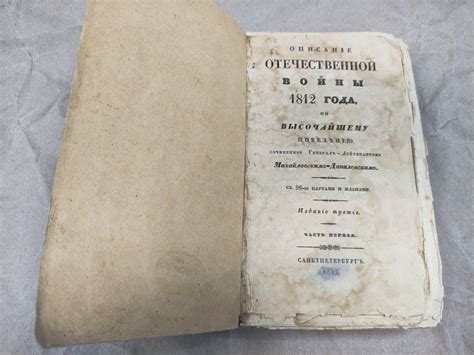 ОПИСАНІЕ
ОТЕЧЕСТВЕННОЙ
ВОЙНЫ
1812 ГОДА,
ПО
ВЫСОЧАЙШЕМУ
ПОВЕЛѢНІЮ
сочиненное Генералъ-Лейтенантомъ
Михайловскимъ-Данилевскимъ.
СЪ 96-ю КАРТАМИ И ПЛАНАМИ.
Изданіе третье.
ЧАСТЬ ПЕРВАЯ.
САНКТПЕТЕРБУРГЪ.